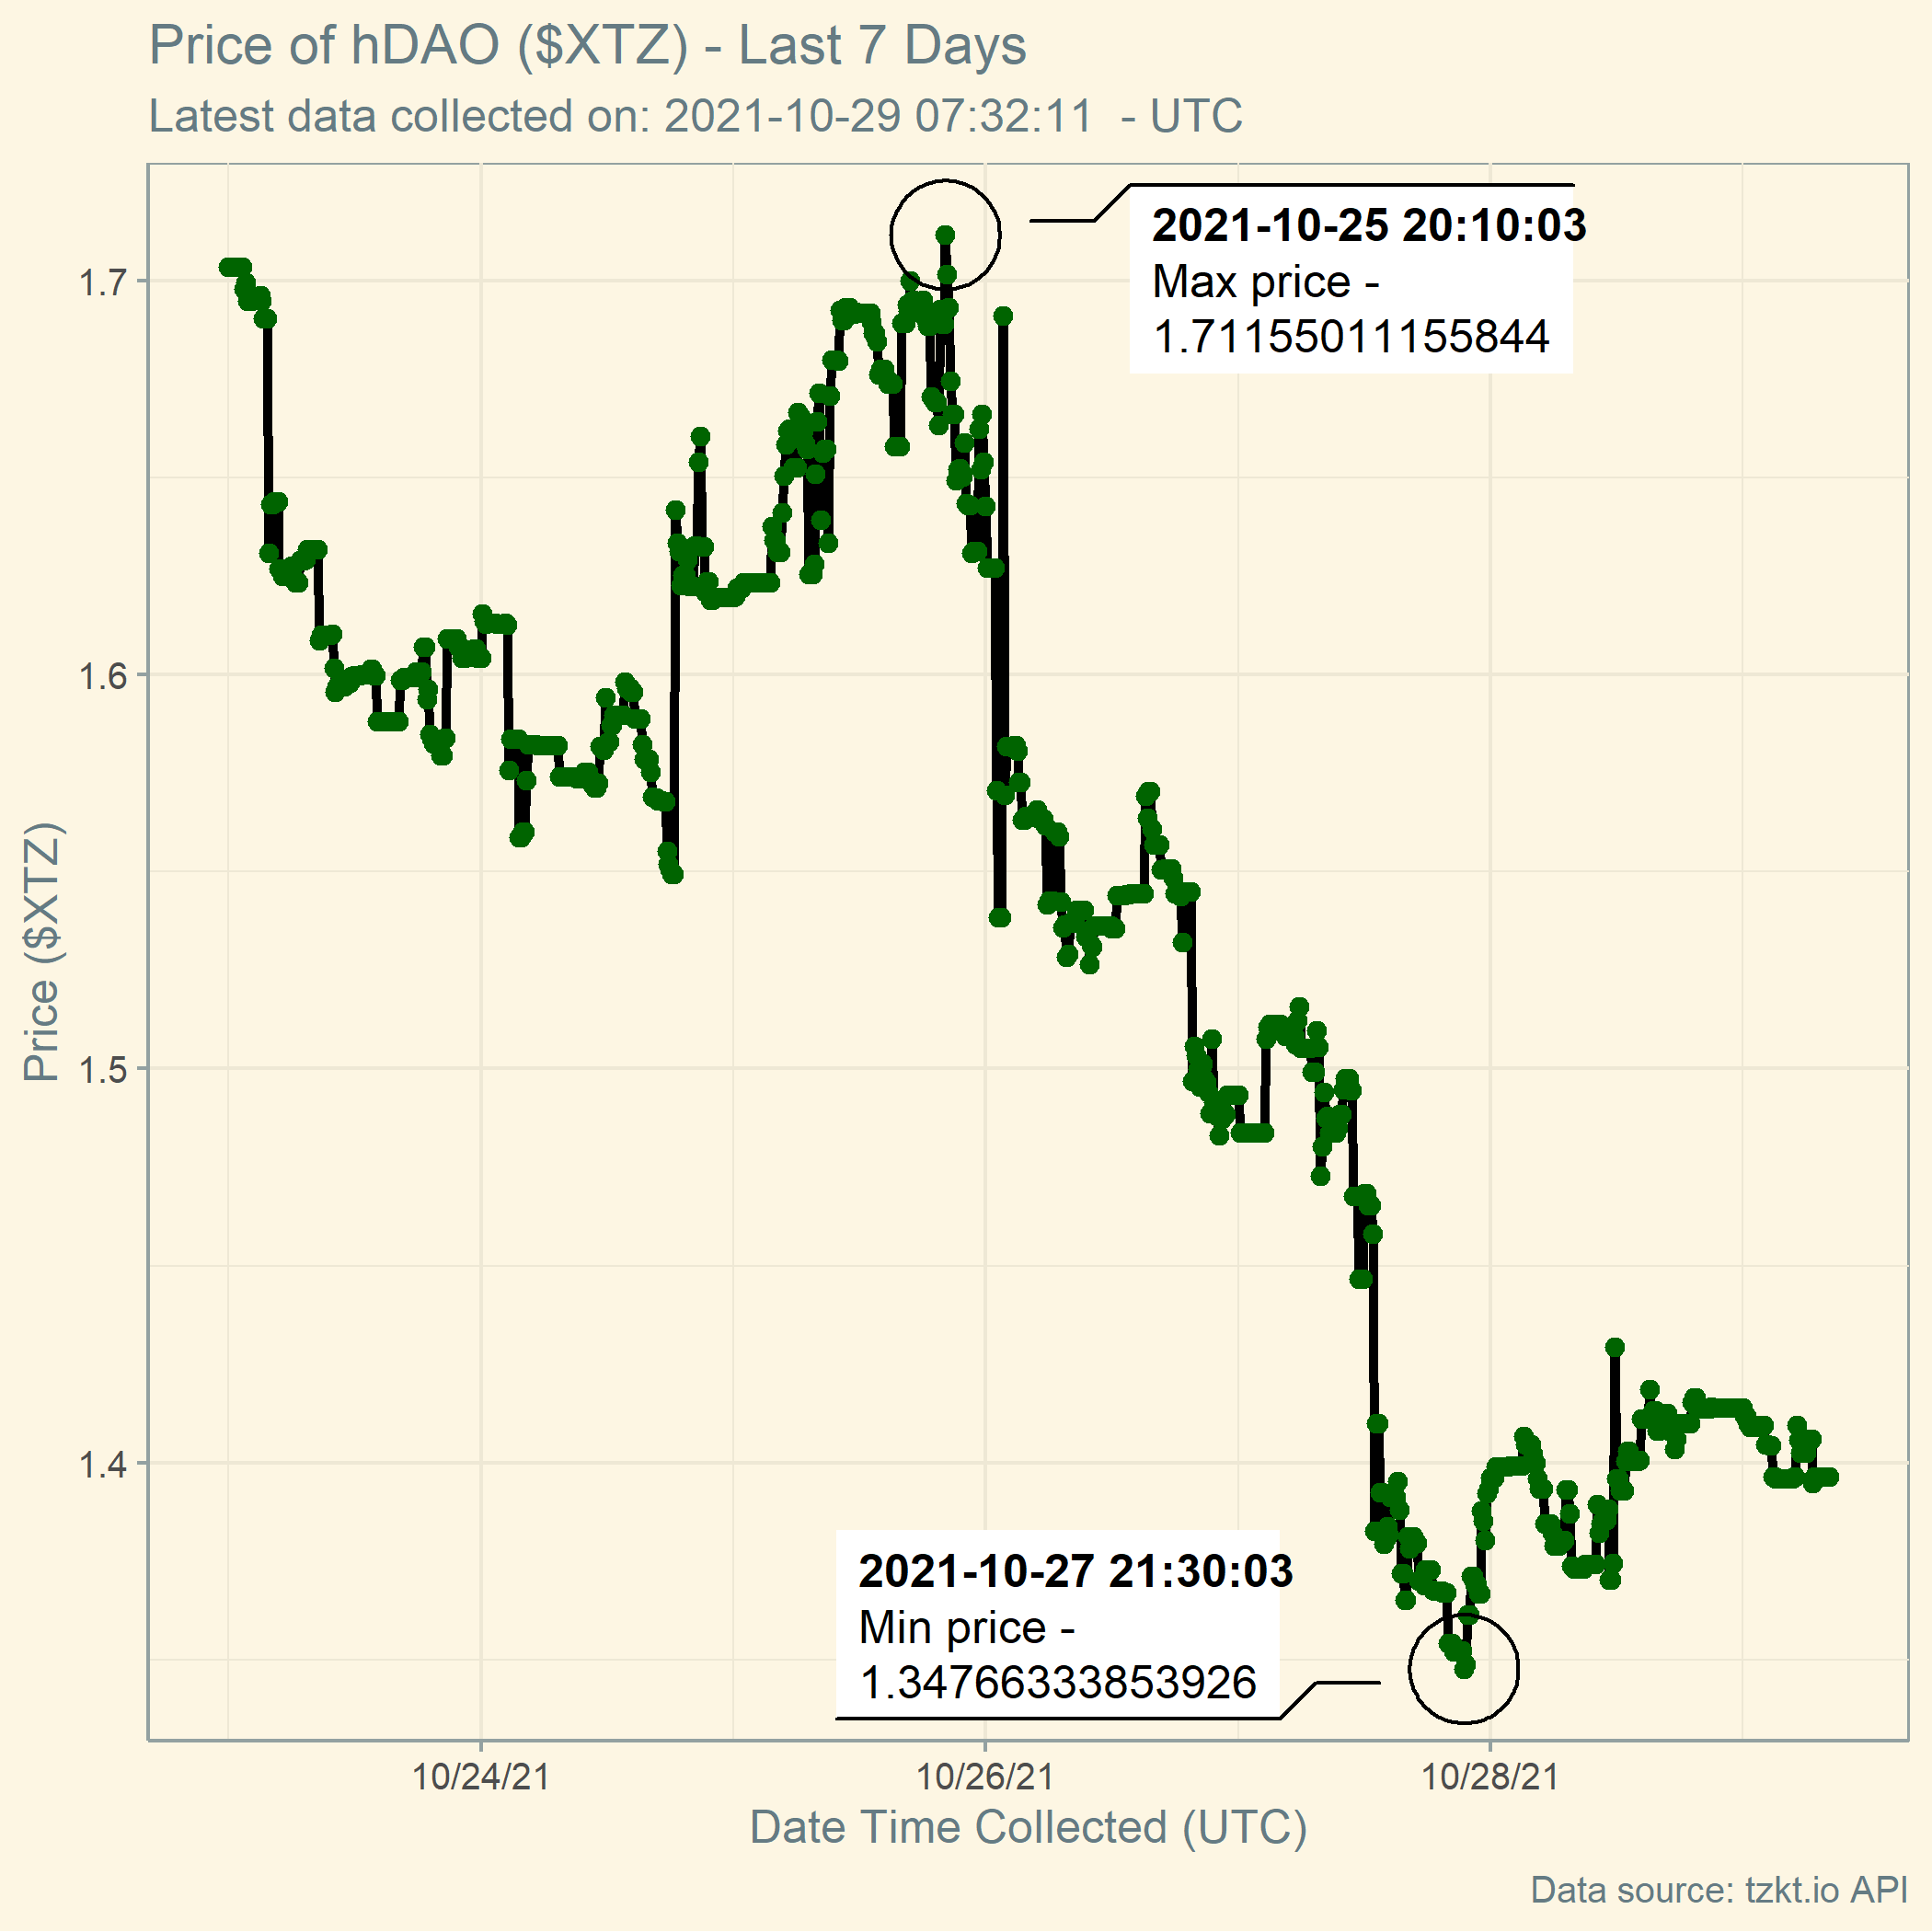 Price of hDAO ($XTZ) - Last 7 Days
Latest data collected on: 2021-10-29 07:32:11  - UTC
2021-10-25 20:10:03
Max price -
1.71155011155844
1.7
1.6
Price ($XTZ)
1.5
1.4
2021-10-27 21:30:03
Min price -
1.34766333853926
10/24/21
10/26/21
10/28/21
Date Time Collected (UTC)
Data source: tzkt.io API